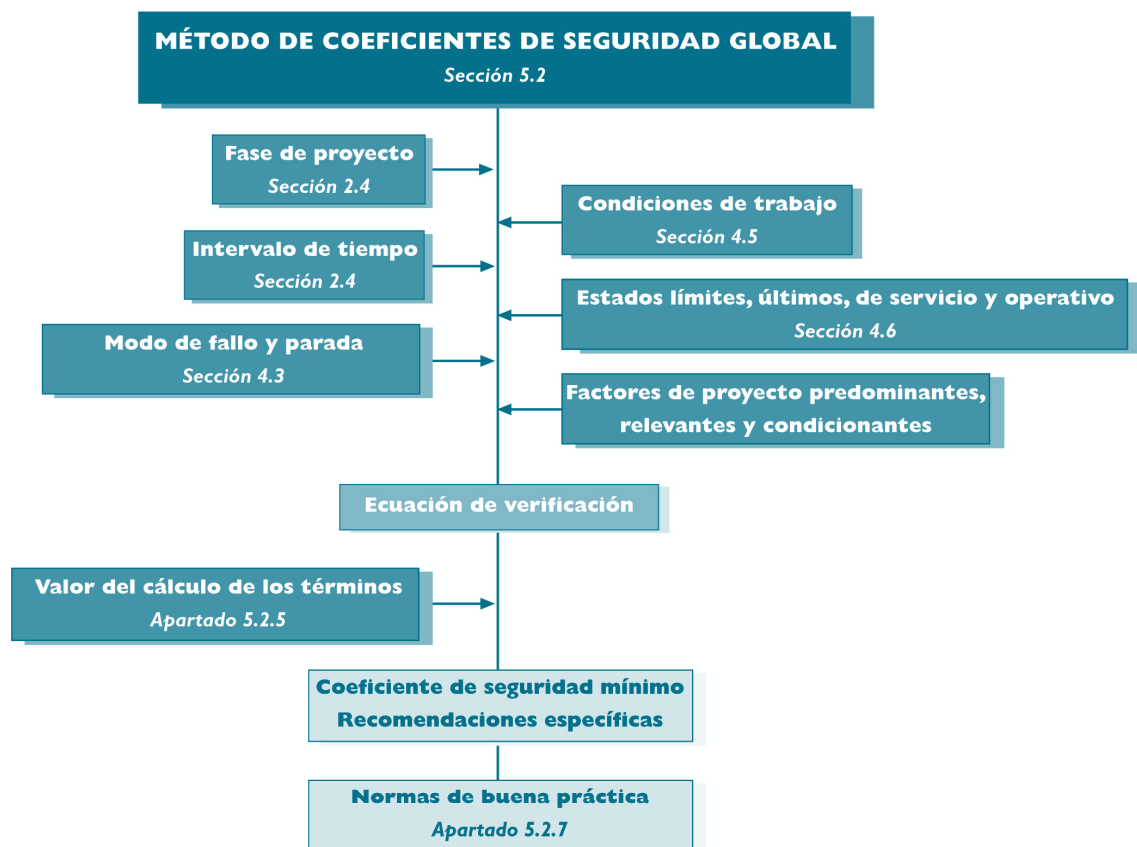 MÉTODO DE COEFICIENTES DE SEGURIDAD GLOBAL
Sección 5.2
Fase de proyecto
Sección 2.4
Condiciones de trabajo
Sección 4.5
Intervalo de tiempo
Sección 2.4
Estados límites, últimos, de servicio y operativo
Sección 4.6
Modo de fallo y parada
Sección 4.3
Factores de proyecto predominantes,
relevantes y condicionantes
Ecuación de verificación
Valor del cálculo de los términos
Apartado 5.2.5
Coeficiente de seguridad mínimo
Recomendaciones específicas
Normas de buena práctica
Apartado 5.2.7